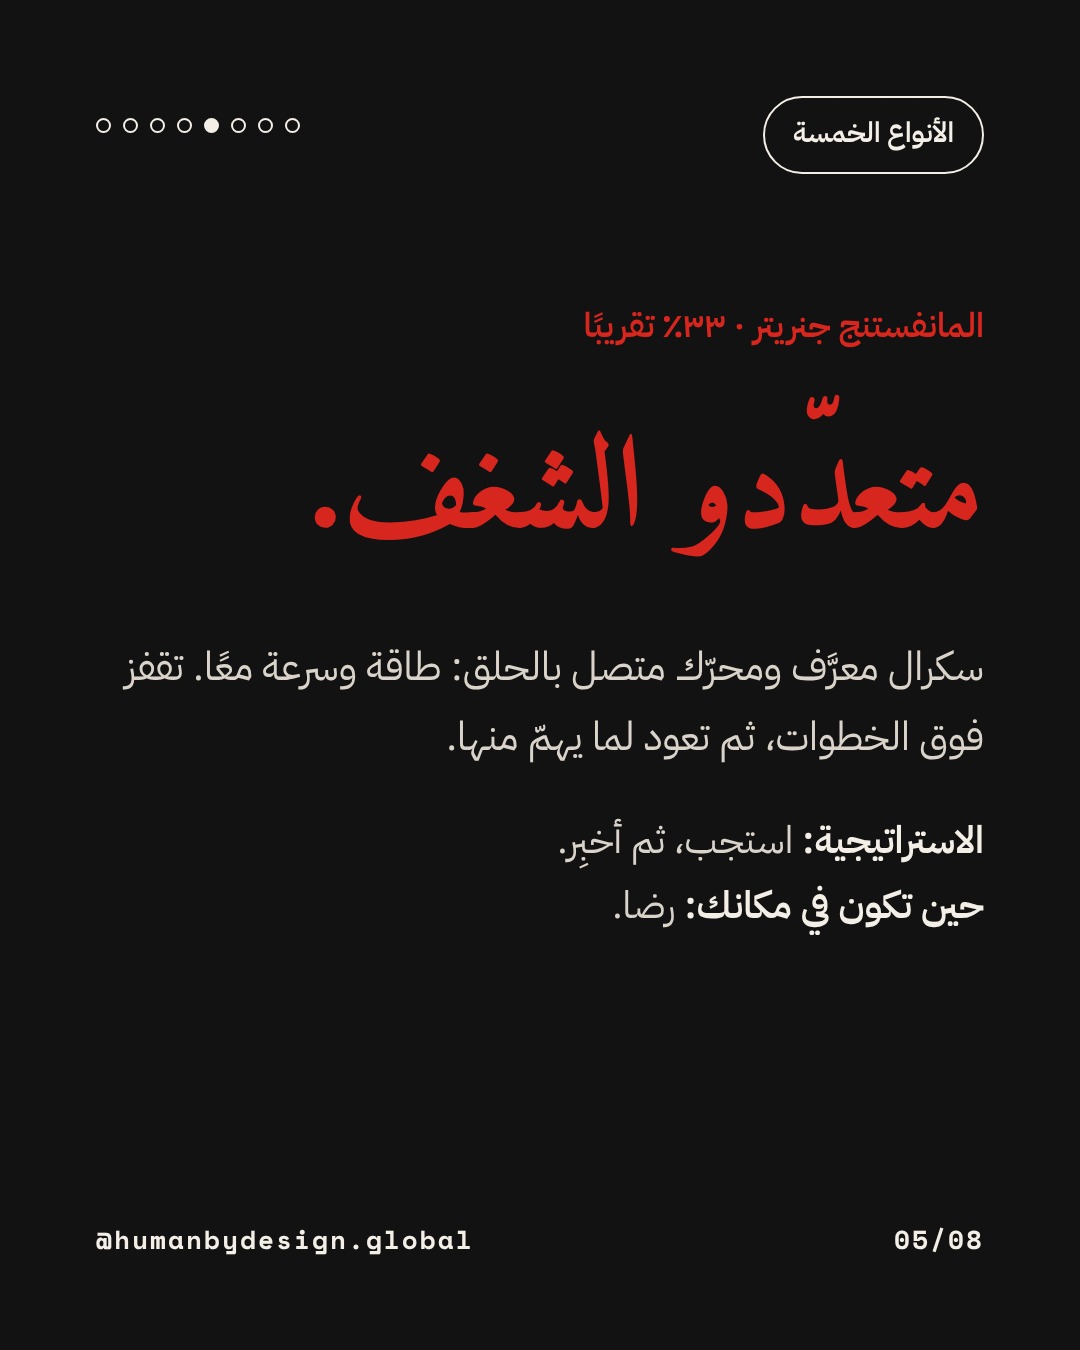 الأنواع الخمسة
المانفستنج جنريتر · ٣٣٪ تقريبًا
متعدّدو الشغف.
سكرال معرَّف ومحرّك متصل بالحلق: طاقة وسرعة معًا. تقفز
فوق الخطوات، ثم تعود لما يهمّ منها.
الاستراتيجية: استجب، ثم أخبِر.
حين تكون في مكانك: رضا.
@humanbydesign.global
05/08